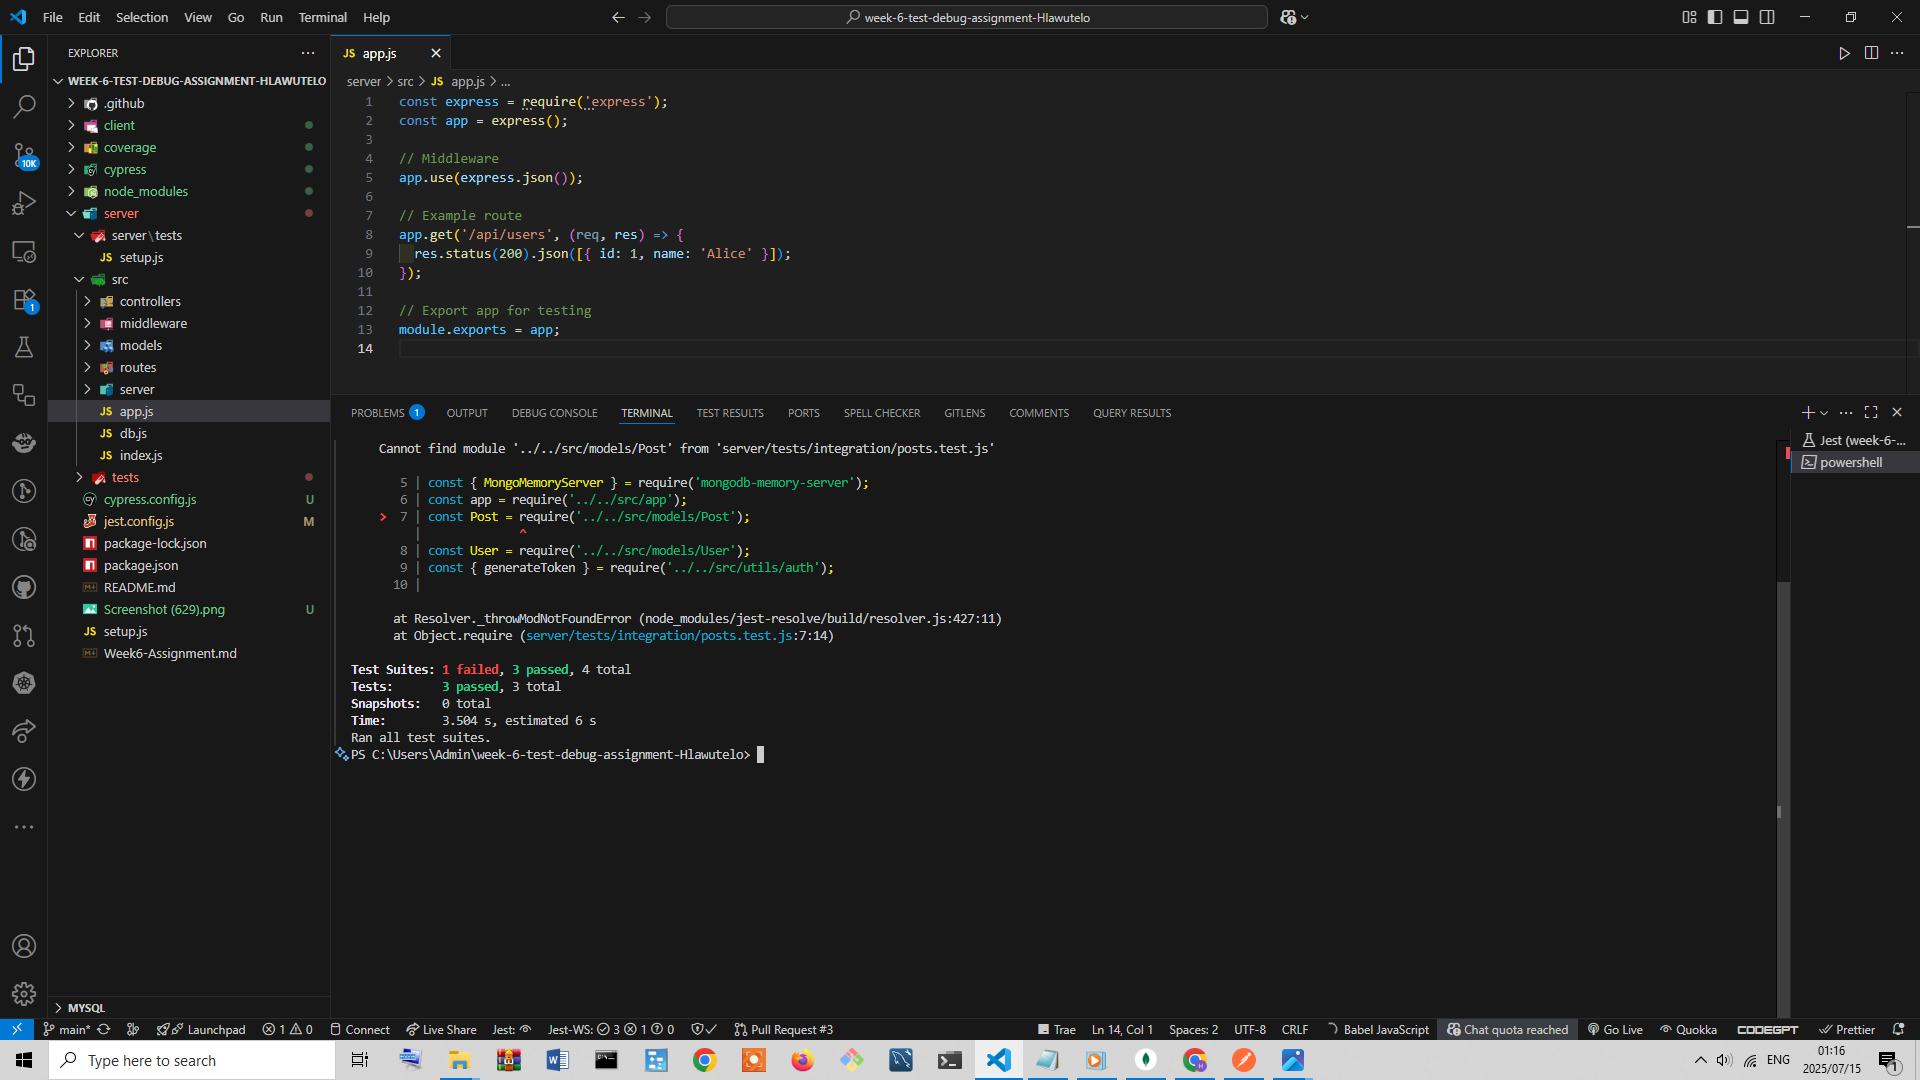 File Edit Selection View Go Run Terminal Help
week-6-test-debug-assignment-Hlawutelo
EXPLORER
WEEK-6-TEST-DEBUG-ASSIGNMENT-HLAWUTELO
.github
client
coverage
cypress
node_modules
server
server\tests
JS setup.js
src
controllers
middleware
models
routes
server
JS app.js
JS db.js
JS index.js
tests
cypress.config.js U
jest.config.js M
package-lock.json
package.json
README.md
Screenshot (629).png U
JS setup.js
Week6-Assignment.md
MYSQL
10K
1
JS app.js
server > src > JS app.js > ...
1 const express = require('express');
2 const app = express();
3
4 // Middleware
5 app.use(express.json());
6
7 // Example route
8 app.get('/api/users', (req, res) => {
9 res.status(200).json([{ id: 1, name: 'Alice' }]);
10 });
11
12 // Export app for testing
13 module.exports = app;
14
PROBLEMS 1 OUTPUT DEBUG CONSOLE TERMINAL TEST RESULTS PORTS SPELL CHECKER GITLENS COMMENTS QUERY RESULTS
Jest (week-6-...
powershell
Cannot find module '../../src/models/Post' from 'server/tests/integration/posts.test.js'
5 | const { MongoMemoryServer } = require('mongodb-memory-server');
6 | const app = require('../../src/app');
> 7 | const Post = require('../../src/models/Post');
| ^
8 | const User = require('../../src/models/User');
9 | const { generateToken } = require('../../src/utils/auth');
10 |
at Resolver._throwModNotFoundError (node_modules/jest-resolve/build/resolver.js:427:11)
at Object.require (server/tests/integration/posts.test.js:7:14)
Test Suites: 1 failed, 3 passed, 4 total
Tests: 3 passed, 3 total
Snapshots: 0 total
Time: 3.504 s, estimated 6 s
Ran all test suites.
PS C:\Users\Admin\week-6-test-debug-assignment-Hlawutelo>
main* Launchpad 1 0 Connect Live Share Jest: Jest-WS: 3 1 0 Pull Request #3 Trae Ln 14, Col 1 Spaces: 2 UTF-8 CRLF Babel JavaScript Chat quota reached Go Live Quokka CODEGPT Prettier
Type here to search
ENG
01:16
2025/07/15
1